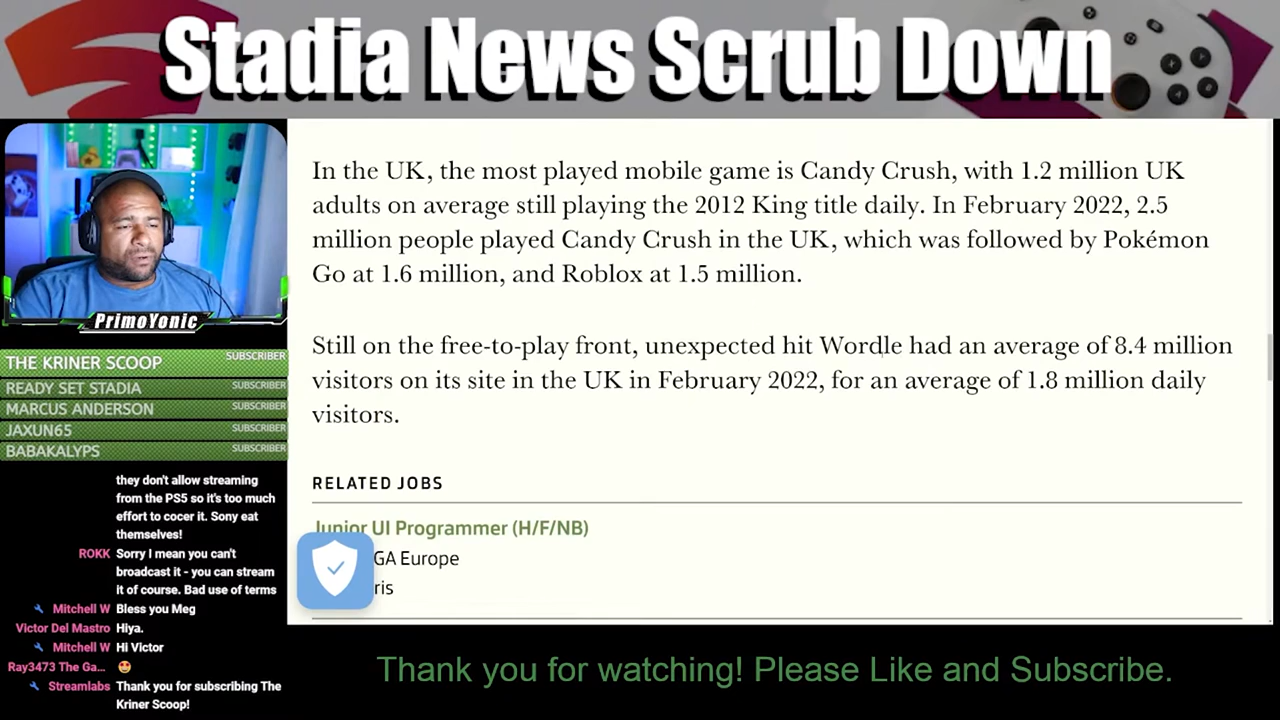 Stadia News Scrub Down
In the UK, the most played mobile game is Candy Crush, with 1.2 million UK
adults on average still playing the 2012 King title daily. In February 2022, 2.5
million people played Candy Crush in the UK, which was followed by Pokémon
Go at 1.6 million, and Roblox at 1.5 million.
Still on the free-to-play front, unexpected hit Wordle had an average of 8.4 million
visitors on its site in the UK in February 2022, for an average of 1.8 million daily
visitors.
RELATED JOBS
Junior UI Programmer (H/F/NB)
GA Europe
ris
PrimoYonic
THE KRINER SCOOP SUBSCRIBER
READY SET STADIA SUBSCRIBER
MARCUS ANDERSON SUBSCRIBER
JAXUN65 SUBSCRIBER
BABAKALYPS SUBSCRIBER
they don't allow streaming
from the PS5 so it's too much
effort to cocer it. Sony eat
themselves!
ROKK Sorry I mean you can't
broadcast it - you can stream
it of course. Bad use of terms
Mitchell W Bless you Meg
Victor Del Mastro Hiya.
Mitchell W Hi Victor
Ray3473 The Ga...
Streamlabs Thank you for subscribing The
Kriner Scoop!
Thank you for watching! Please Like and Subscribe.